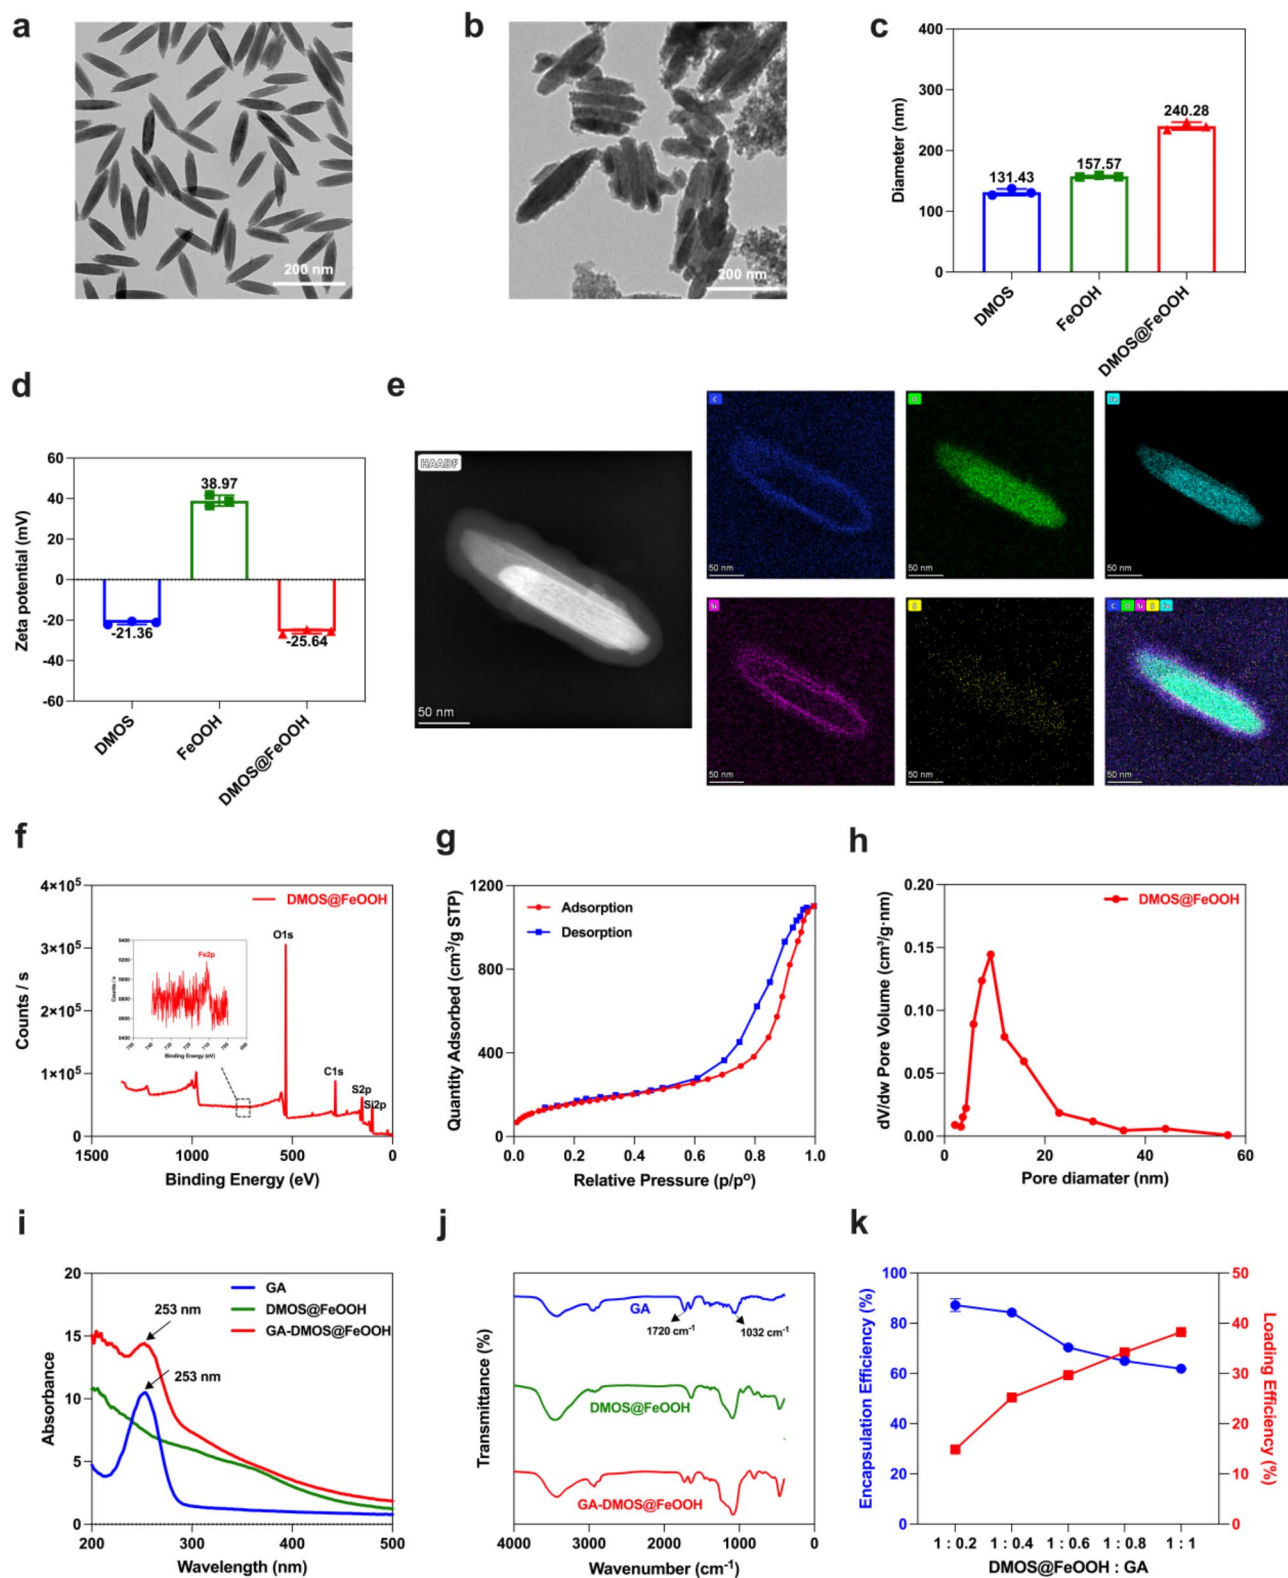 a
200 nm
b
200 nm
c
Diameter (nm)
400
300
200
100
0
131.43
157.57
240.28
DMOS
FeOOH
DMOS@FeOOH
d
Zeta potential (mV)
60
40
20
0
-20
-40
-60
38.97
-21.36
-25.64
DMOS
FeOOH
DMOS@FeOOH
e
HAADF
50 nm
C
50 nm
O
50 nm
Fe
50 nm
Si
50 nm
S
50 nm
C O Si S Fe
50 nm
f
Counts / s
4×10⁵
3×10⁵
2×10⁵
1×10⁵
0
DMOS@FeOOH
O1s
C1s
S2p
Si2p
Fe2p
Counts / s
Binding Energy (eV)
1500 1000 500 0
Binding Energy (eV)
g
Quantity Adsorbed (cm³/g STP)
1200
800
400
0
Adsorption
Desorption
0.0 0.2 0.4 0.6 0.8 1.0
Relative Pressure (p/pº)
h
dV/dw Pore Volume (cm³/g·nm)
0.20
0.15
0.10
0.05
0.00
DMOS@FeOOH
0 20 40 60
Pore diamater (nm)
i
Absorbance
20
15
10
5
0
253 nm
253 nm
GA
DMOS@FeOOH
GA-DMOS@FeOOH
200 300 400 500
Wavelength (nm)
j
Transmittance (%)
GA
1720 cm⁻¹
1032 cm⁻¹
DMOS@FeOOH
GA-DMOS@FeOOH
4000 3000 2000 1000 0
Wavenumber (cm⁻¹)
k
Encapsulation Efficiency (%)
100
80
60
40
20
0
Loading Efficiency (%)
50
40
30
20
10
0
1 : 0.2 1 : 0.4 1 : 0.6 1 : 0.8 1 : 1
DMOS@FeOOH : GA